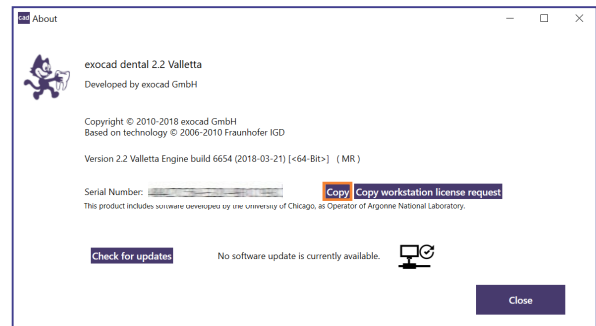 cad About
exocad dental 2.2 Valletta
Developed by exocad GmbH
Copyright © 2010-2018 exocad GmbH
Based on technology © 2006-2010 Fraunhofer IGD
Version 2.2 Valletta Engine build 6654 (2018-03-21) [<64-Bit>] ( MR )
Serial Number: Copy Copy workstation license request
This product includes software developed by the University of Chicago, as Operator of Argonne National Laboratory.
Check for updates No software update is currently available.
Close